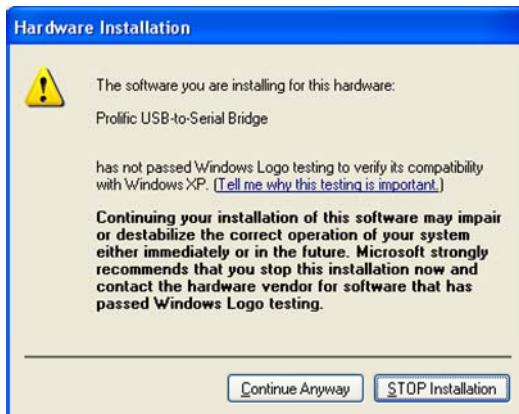 Hardware Installation
The software you are installing for this hardware:
Prolific USB-to-Serial Bridge
has not passed Windows Logo testing to verify its compatibility
with Windows XP. (Tell me why this testing is important.)
Continuing your installation of this software may impair
or destabilize the correct operation of your system
either immediately or in the future. Microsoft strongly
recommends that you stop this installation now and
contact the hardware vendor for software that has
passed Windows Logo testing.
Continue Anyway
STOP Installation